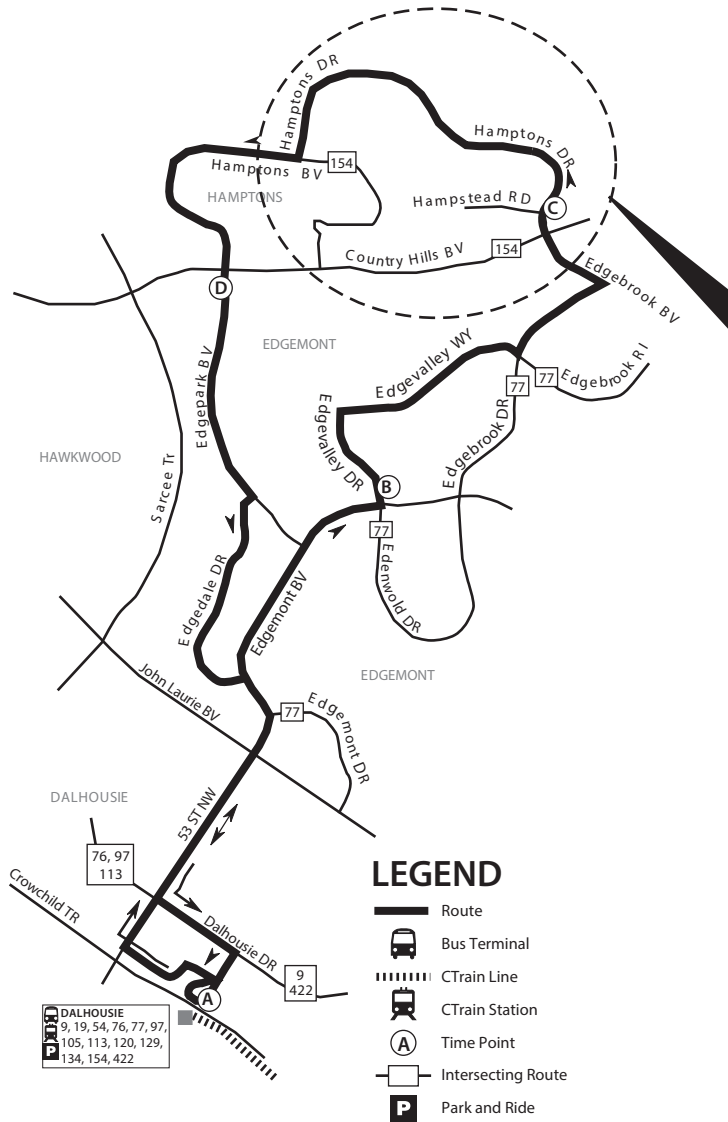 Hamptons DR
Hamptons DR
Hamptons BV
154
HAMPTONS
Hampstead RD
C
154
Country Hills BV
Edgebrook BV
D
EDGEMONT
Edgevalley WY
77
77
Edgebrook RI
Edgepark BV
Edgevalley DR
Edgebrook DR
HAWKWOOD
Sarcee Tr
B
77
Edenwold DR
Edgedale DR
Edgemont BV
EDGEMONT
John Laurie BV
77
Edgemont DR
DALHOUSIE
53 ST NW
76, 97
113
Crowchild TR
Dalhousie DR
9
422
A
DALHOUSIE
9, 19, 54, 76, 77, 97,
105, 113, 120, 129,
P
134, 154, 422
LEGEND
Route
Bus Terminal
CTrain Line
CTrain Station
A Time Point
Intersecting Route
P Park and Ride